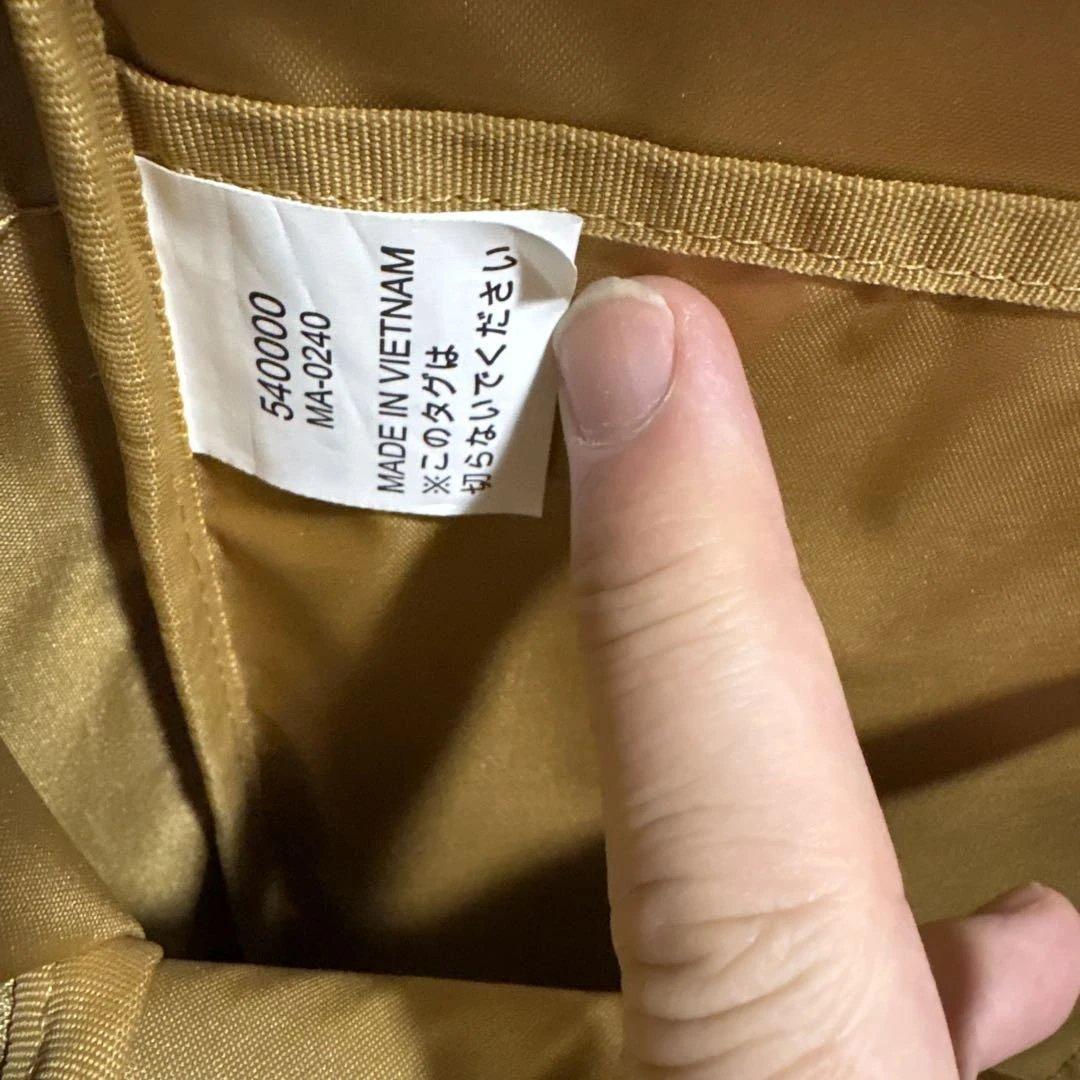 540000
MA-0240
MADE IN VIETNAM
※このタグは
切らないでください